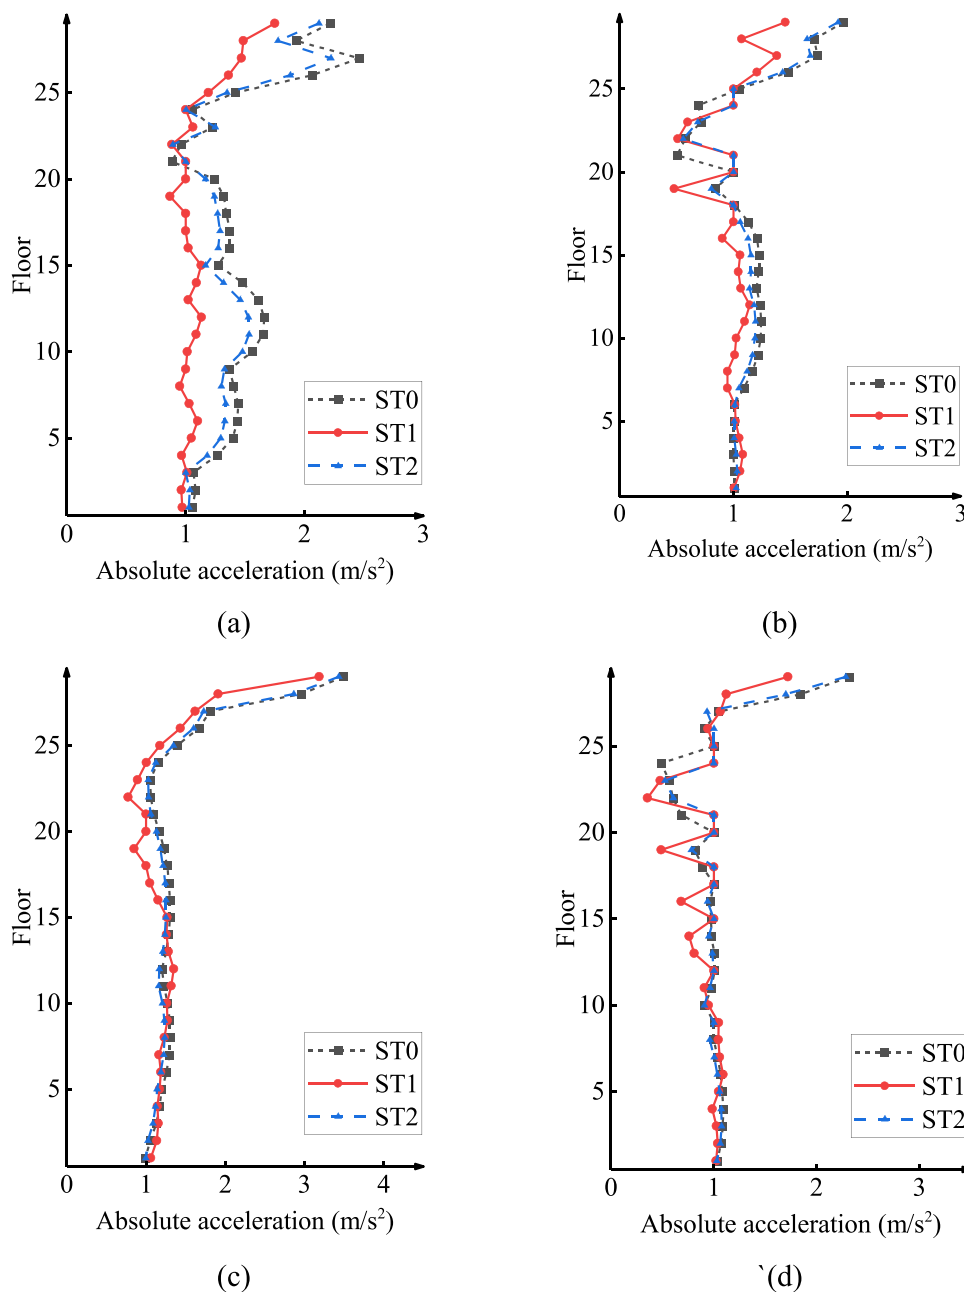 25
20
15
10
5
Floor
ST0
ST1
ST2
0 1 2 3
Absolute acceleration (m/s²)
(a)
25
20
15
10
5
Floor
ST0
ST1
ST2
0 1 2 3
Absolute acceleration (m/s²)
(b)
25
20
15
10
5
Floor
ST0
ST1
ST2
0 1 2 3 4
Absolute acceleration (m/s²)
(c)
25
20
15
10
5
Floor
ST0
ST1
ST2
0 1 2 3
Absolute acceleration (m/s²)
`(d)